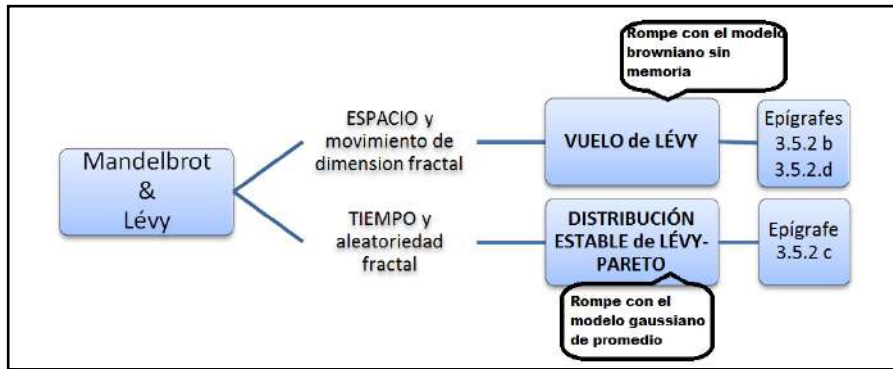 Rompe con el modelo
browniano sin
memoria
ESPACIO y
movimiento de
dimension fractal
VUELO de LÉVY
Epígrafes
3.5.2 b
3.5.2.d
Mandelbrot
&
Lévy
TIEMPO y
aleatoriedad
fractal
DISTRIBUCIÓN
ESTABLE de LÉVY-
PARETO
Epígrafe
3.5.2 c
Rompe con el
modelo gaussiano
de promedio